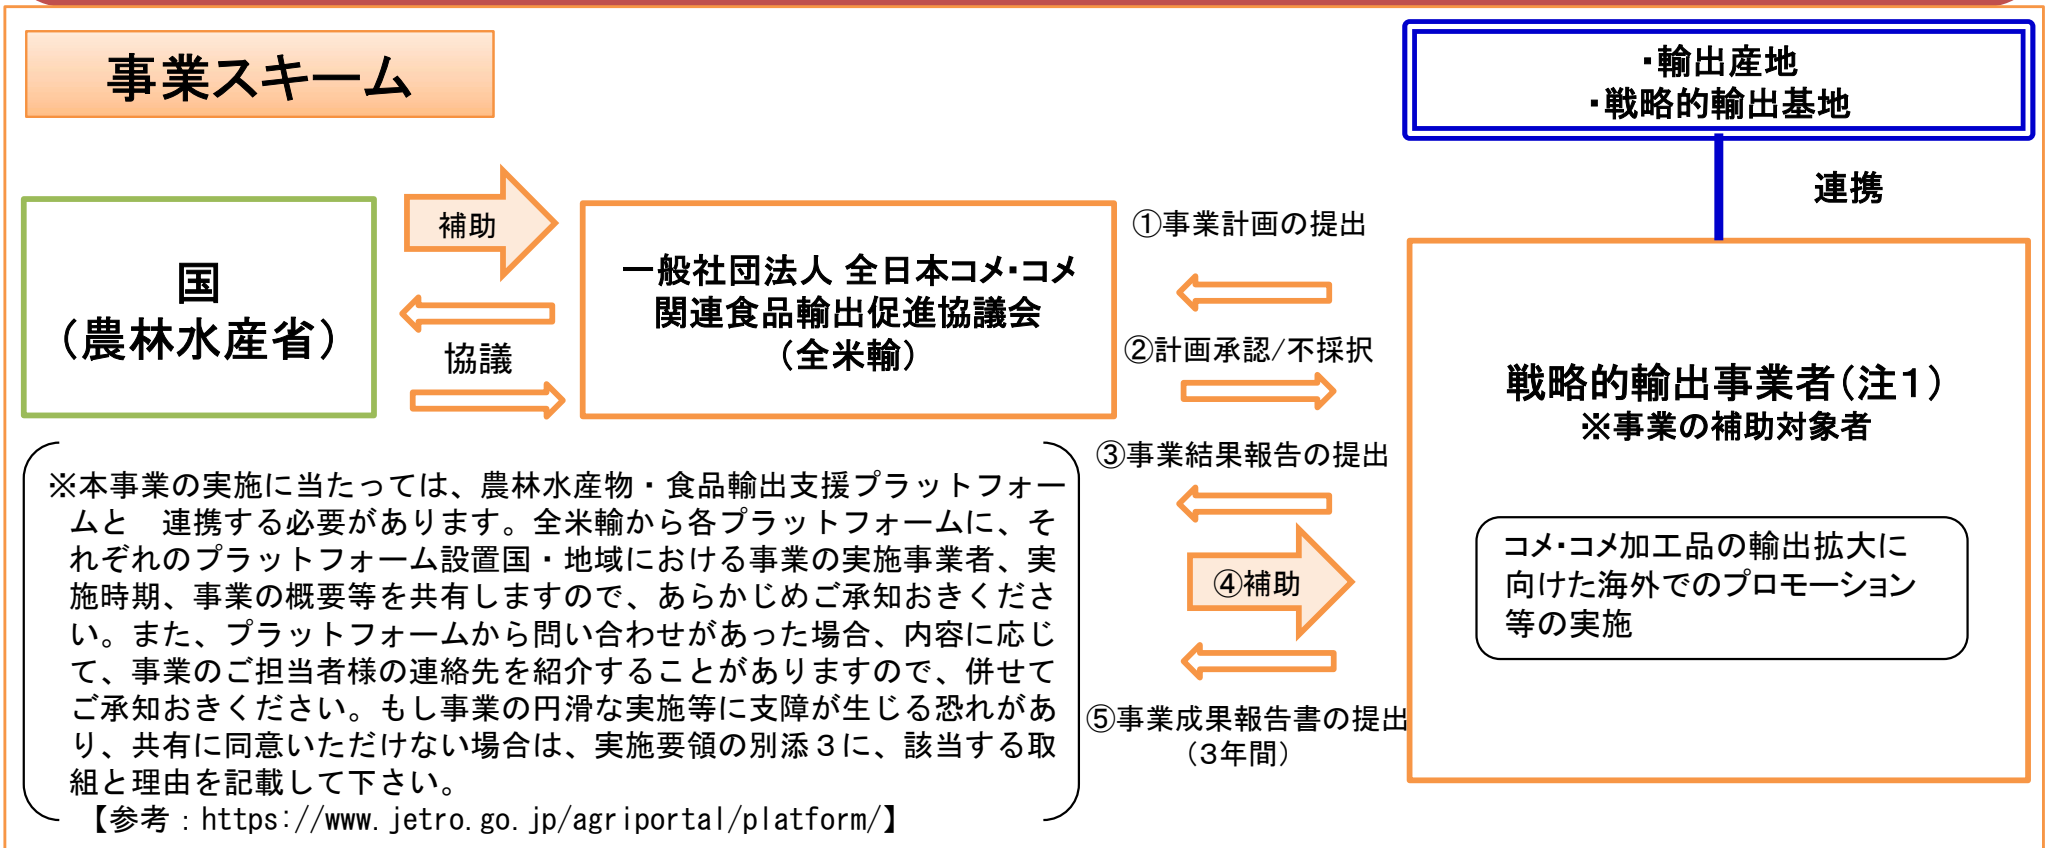 事業スキーム
・輸出産地
・戦略的輸出基地
連携
補助
国
(農林水産省)
協議
一般社団法人 全日本コメ・コメ
関連食品輸出促進協議会
(全米輸)
①事業計画の提出
②計画承認/不採択
③事業結果報告の提出
④補助
⑤事業成果報告書の提出
(3年間)
戦略的輸出事業者(注1)
※事業の補助対象者
コメ・コメ加工品の輸出拡大に
向けた海外でのプロモーション
等の実施
※本事業の実施に当たっては、農林水産物・食品輸出支援プラットフォー
ムと　連携する必要があります。全米輸から各プラットフォームに、そ
れぞれのプラットフォーム設置国・地域における事業の実施事業者、実
施時期、事業の概要等を共有しますので、あらかじめご承知おきくださ
い。また、プラットフォームから問い合わせがあった場合、内容に応じ
て、事業のご担当者様の連絡先を紹介することがありますので、併せて
ご承知おきください。もし事業の円滑な実施等に支障が生じる恐れがあ
り、共有に同意いただけない場合は、実施要領の別添3に、該当する取
組と理由を記載して下さい。
【参考:https://www.jetro.go.jp/agriportal/platform/】